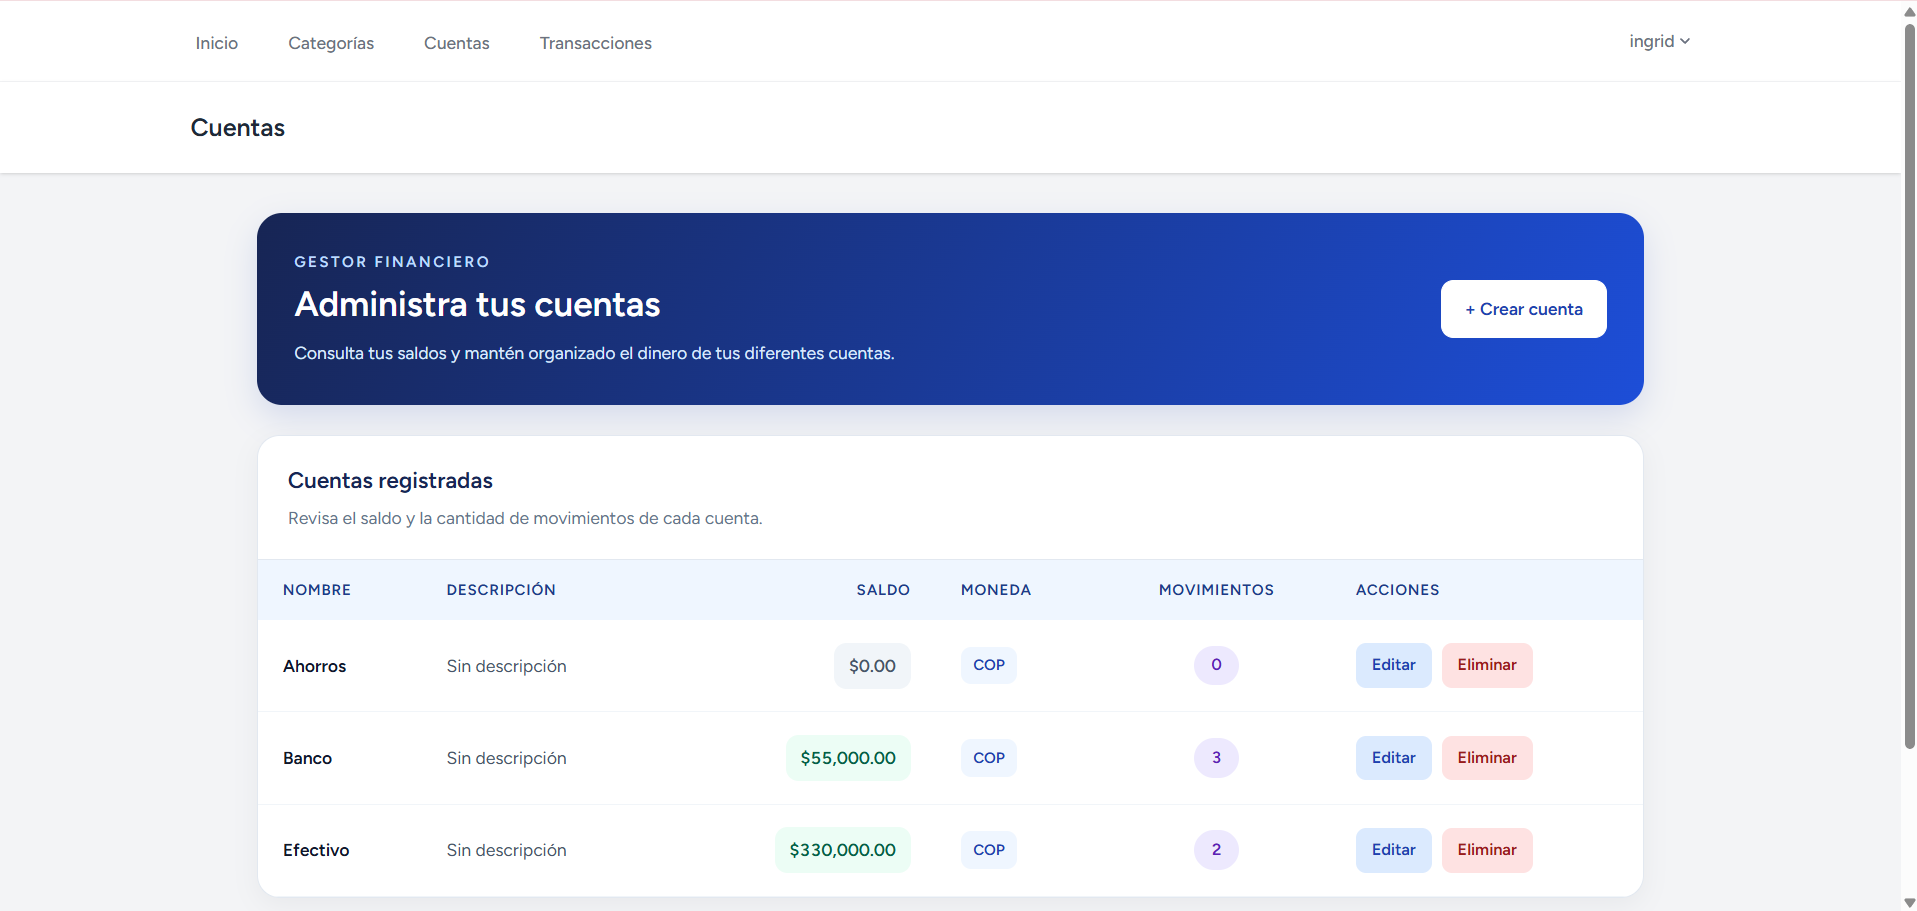 Inicio Categorías Cuentas Transacciones ingrid
Cuentas
GESTOR FINANCIERO
Administra tus cuentas
Consulta tus saldos y mantén organizado el dinero de tus diferentes cuentas.
+ Crear cuenta
Cuentas registradas
Revisa el saldo y la cantidad de movimientos de cada cuenta.
NOMBRE DESCRIPCIÓN SALDO MONEDA MOVIMIENTOS ACCIONES
Ahorros Sin descripción $0.00 COP 0 Editar Eliminar
Banco Sin descripción $55,000.00 COP 3 Editar Eliminar
Efectivo Sin descripción $330,000.00 COP 2 Editar Eliminar